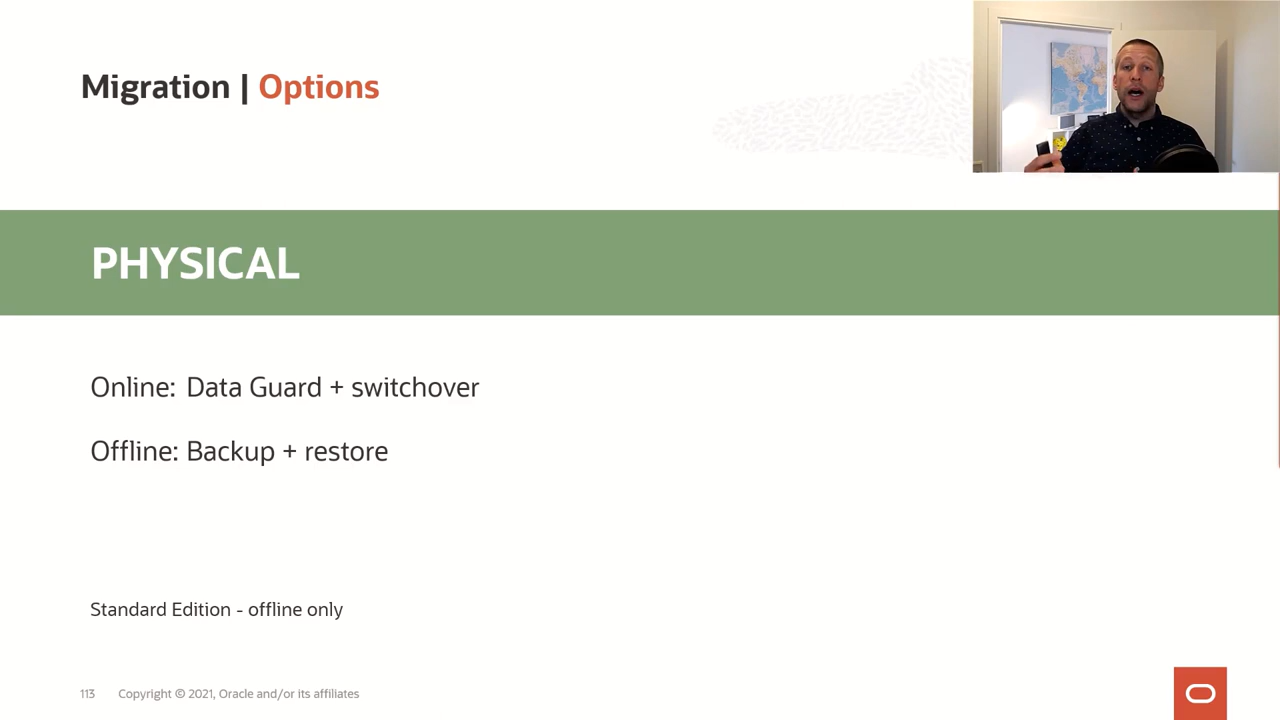 Migration | Options
PHYSICAL
Online: Data Guard + switchover
Offline: Backup + restore
Standard Edition - offline only
113 Copyright © 2021, Oracle and/or its affiliates